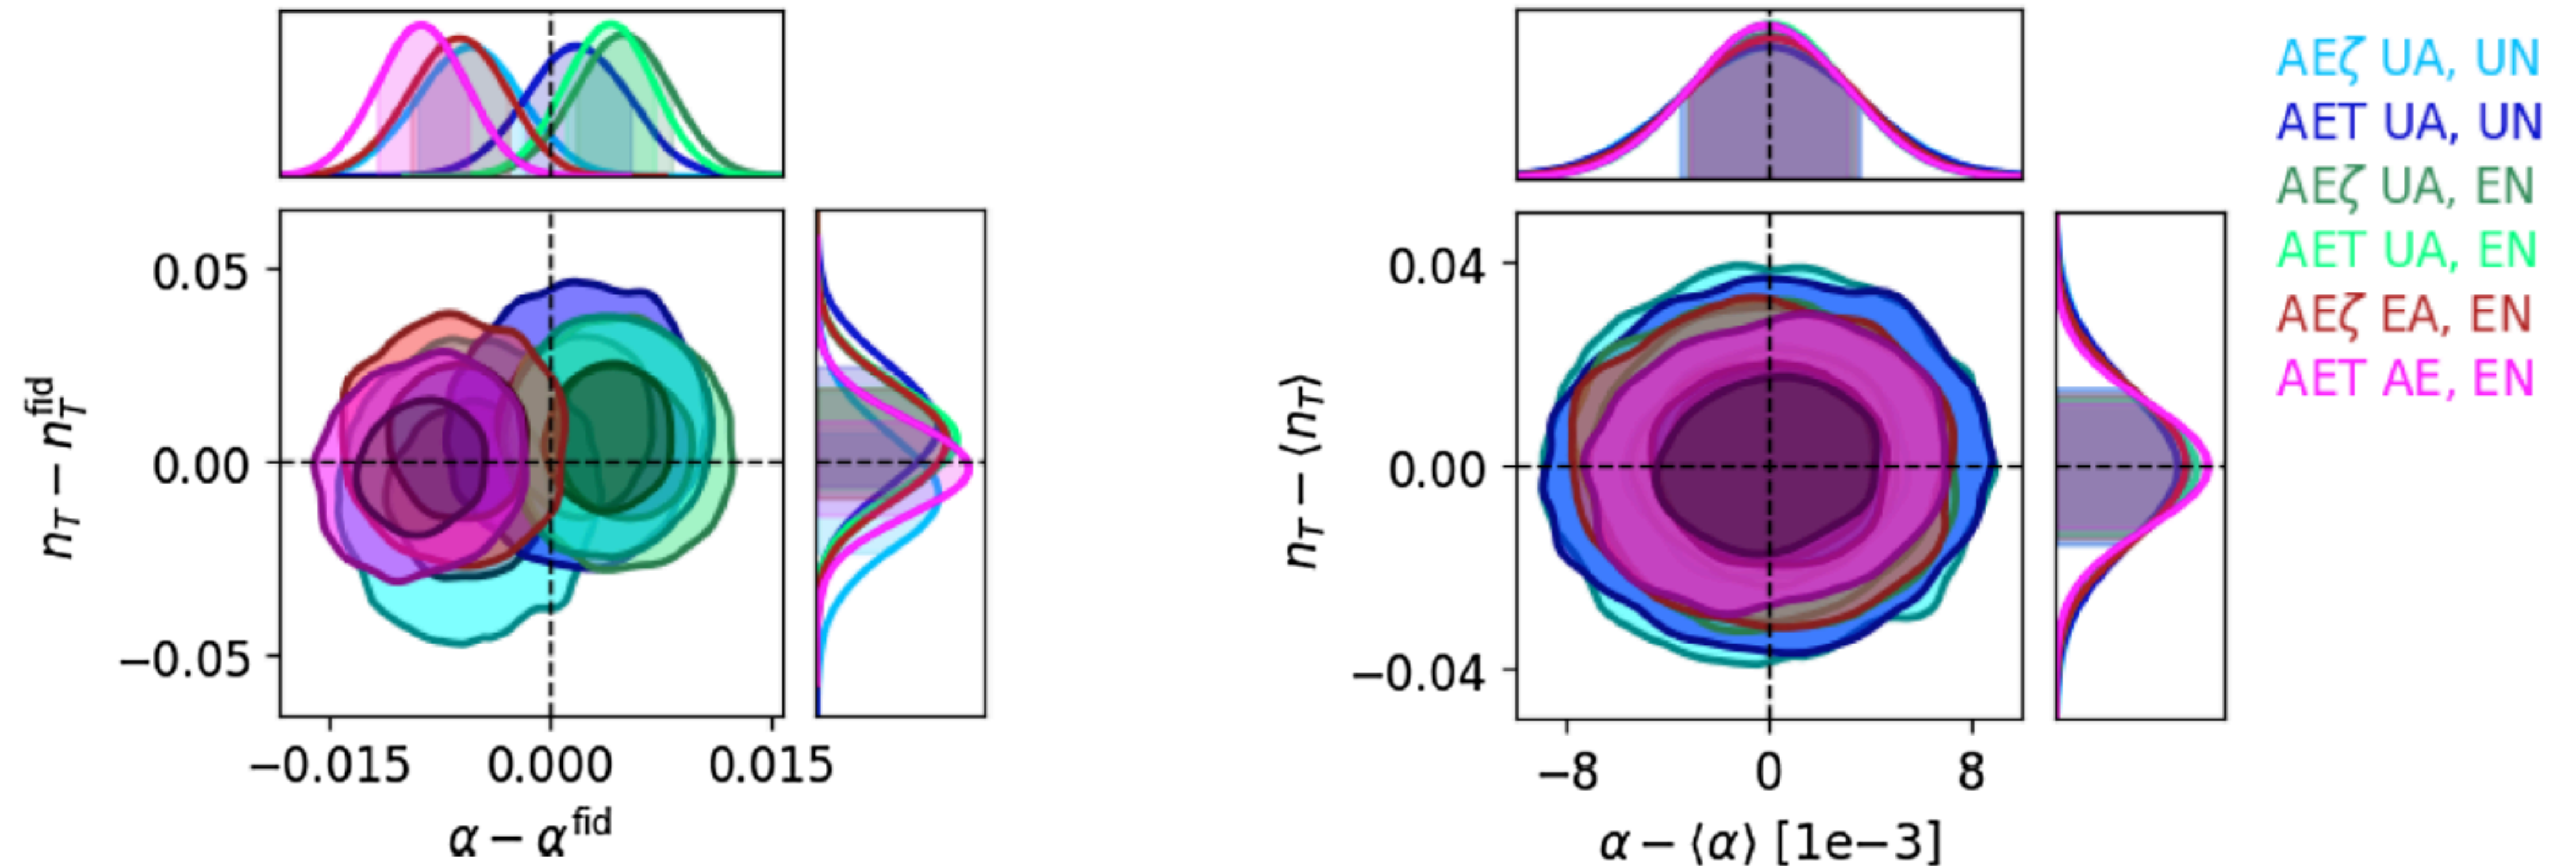 AEζ UA, UN
AET UA, UN
AEζ UA, EN
AET UA, EN
AEζ EA, EN
AET AE, EN
n_T − n_T^fid
0.05
0.00
−0.05
−0.015 0.000 0.015
α − α^fid
n_T − ⟨n_T⟩
0.04
0.00
−0.04
−8 0 8
α − ⟨α⟩ [1e−3]